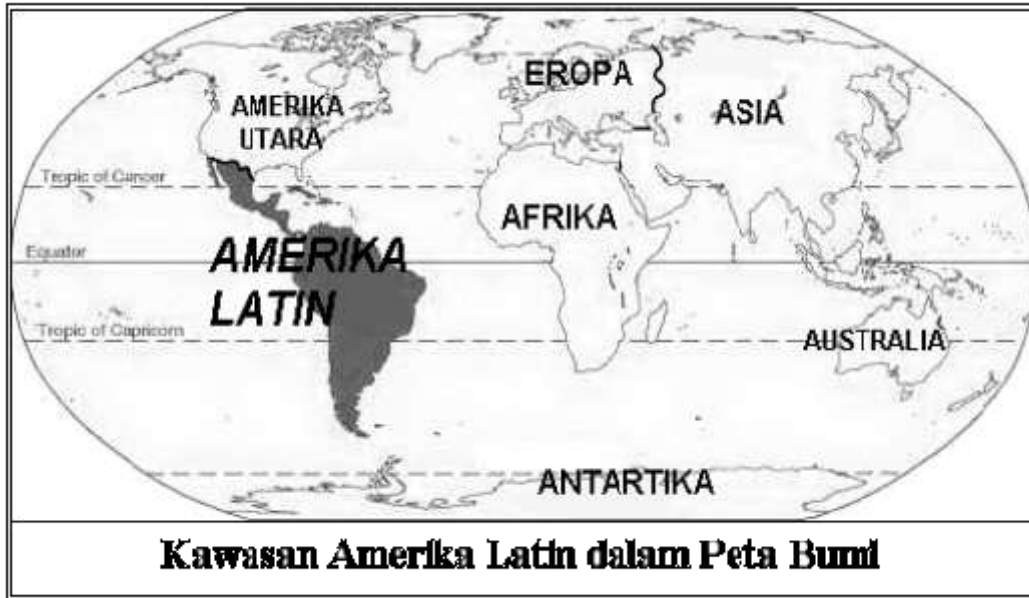 EROPA
AMERIKA
UTARA
ASIA
Tropic of Cancer
AFRIKA
Equator
AMERIKA
LATIN
Tropic of Capricorn
AUSTRALIA
ANTARTIKA
Kawasan Amerika Latin dalam Peta Bumi